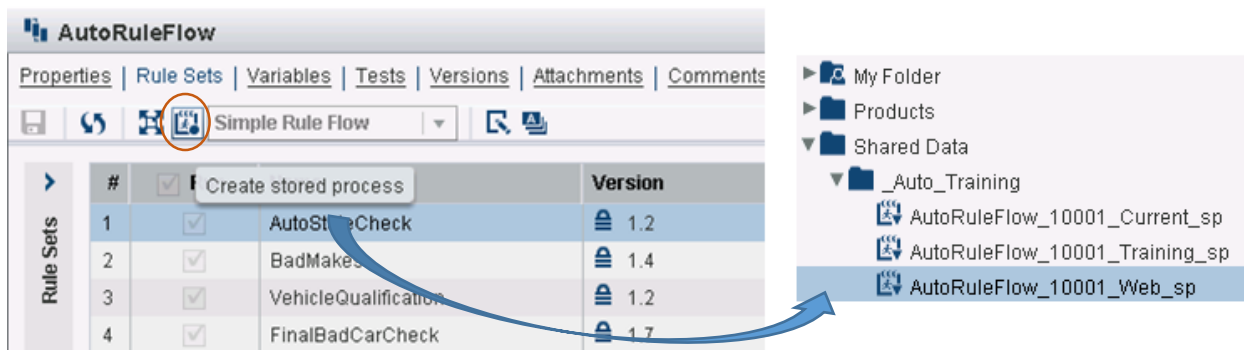 AutoRuleFlow
Properties | Rule Sets | Variables | Tests | Versions | Attachments | Comments
Simple Rule Flow
# Version
Create stored process
Rule Sets
1 AutoStateCheck 1.2
2 BadMakes 1.4
3 VehicleQualification 1.2
4 FinalBadCarCheck 1.7
My Folder
Products
Shared Data
_Auto_Training
AutoRuleFlow_10001_Current_sp
AutoRuleFlow_10001_Training_sp
AutoRuleFlow_10001_Web_sp